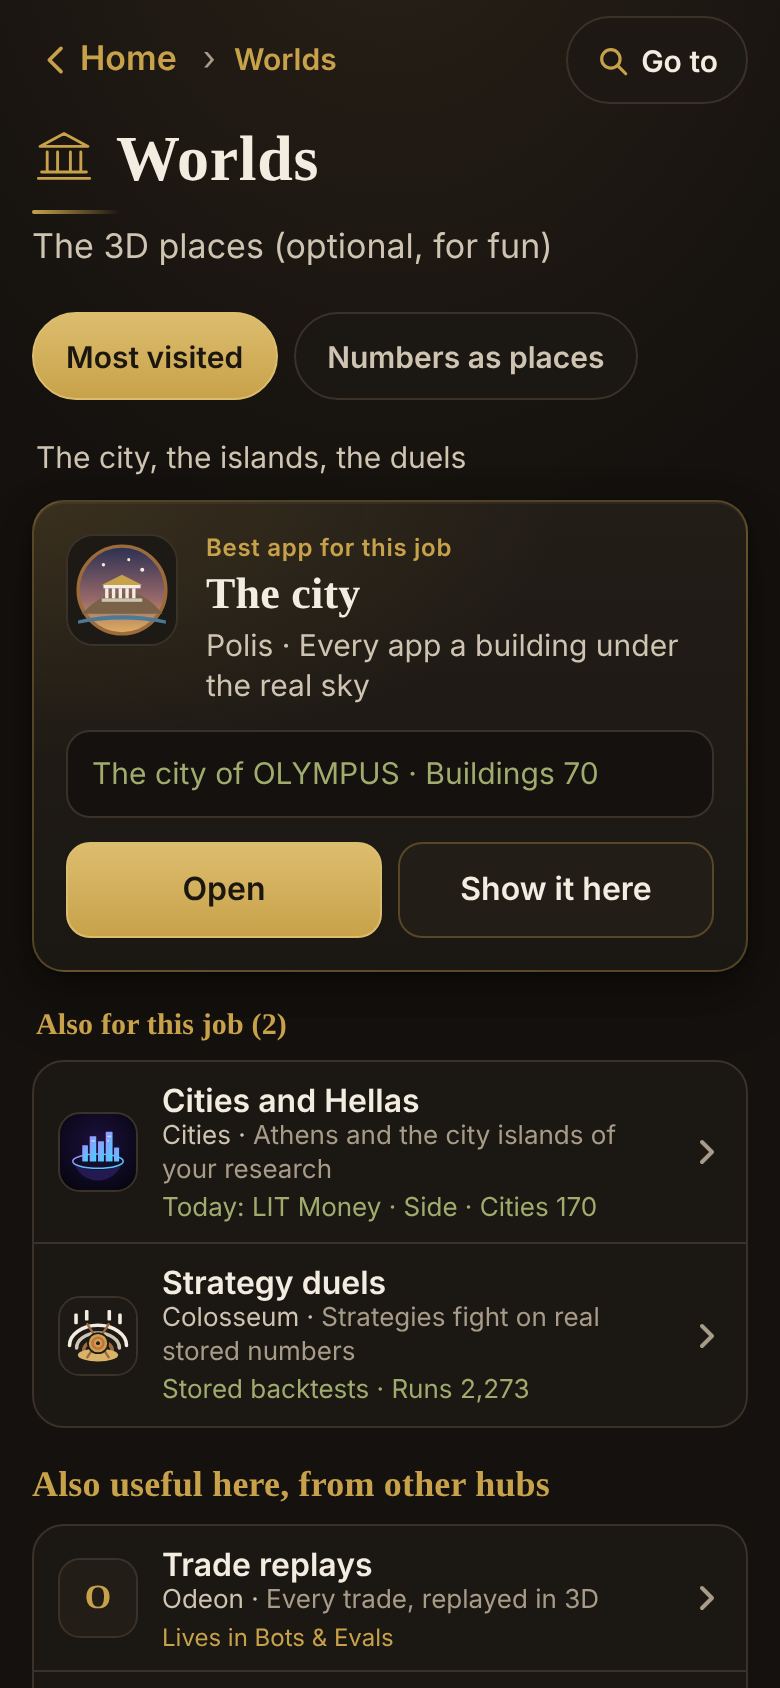 Home › Worlds
Go to
Worlds
The 3D places (optional, for fun)
Most visited
Numbers as places
The city, the islands, the duels
Best app for this job
The city
Polis · Every app a building under
the real sky
The city of OLYMPUS · Buildings 70
Open
Show it here
Also for this job (2)
Cities and Hellas
Cities · Athens and the city islands of
your research
Today: LIT Money · Side · Cities 170
Strategy duels
Colosseum · Strategies fight on real
stored numbers
Stored backtests · Runs 2,273
Also useful here, from other hubs
O
Trade replays
Odeon · Every trade, replayed in 3D
Lives in Bots & Evals